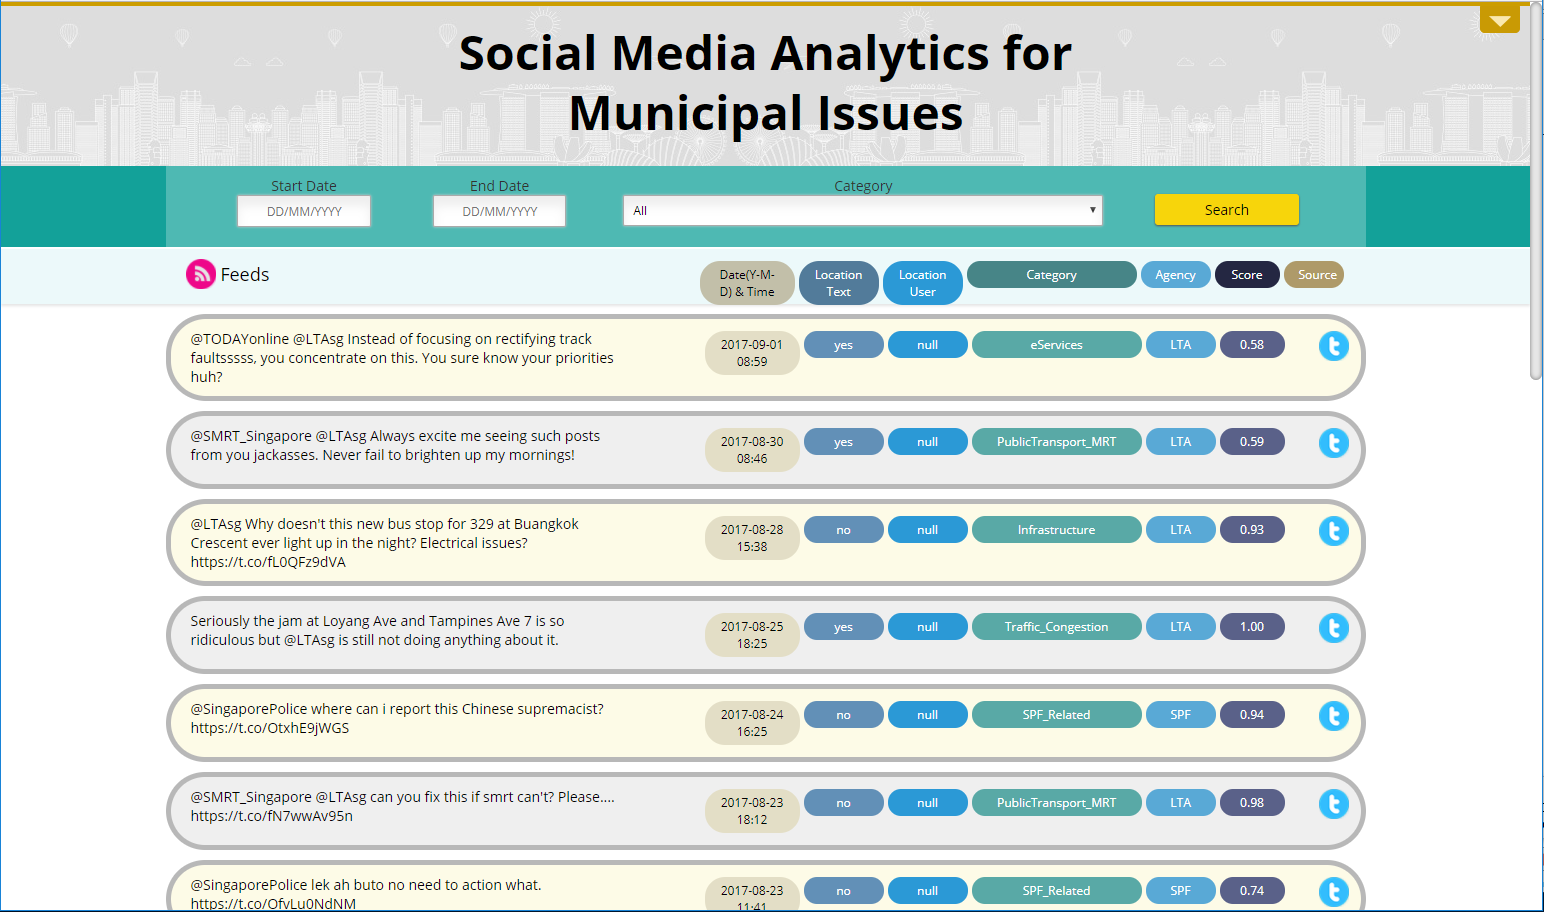 Social Media Analytics for
Municipal Issues
Start Date
End Date
Category
DD/MM/YYYY
DD/MM/YYYY
All
Search
Feeds
Date(Y-M-
D) & Time
Location
Text
Location
User
Category
Agency
Score
Source
@TODAYonline @LTAsg Instead of focusing on rectifying track
faultsssss, you concentrate on this. You sure know your priorities
huh?
2017-09-01
08:59
yes
null
eServices
LTA
0.58
@SMRT_Singapore @LTAsg Always excite me seeing such posts
from you jackasses. Never fail to brighten up my mornings!
2017-08-30
08:46
yes
null
PublicTransport_MRT
LTA
0.59
@LTAsg Why doesn't this new bus stop for 329 at Buangkok
Crescent ever light up in the night? Electrical issues?
https://t.co/fL0QFz9dVA
2017-08-28
15:38
no
null
Infrastructure
LTA
0.93
Seriously the jam at Loyang Ave and Tampines Ave 7 is so
ridiculous but @LTAsg is still not doing anything about it.
2017-08-25
18:25
yes
null
Traffic_Congestion
LTA
1.00
@SingaporePolice where can i report this Chinese supremacist?
https://t.co/OtxhE9jWGS
2017-08-24
16:25
no
null
SPF_Related
SPF
0.94
@SMRT_Singapore @LTAsg can you fix this if smrt can't? Please....
https://t.co/fN7wwAv95n
2017-08-23
18:12
no
null
PublicTransport_MRT
LTA
0.98
@SingaporePolice lek ah buto no need to action what.
https://t.co/OfvLu0NdNM
2017-08-23
11:41
no
null
SPF_Related
SPF
0.74